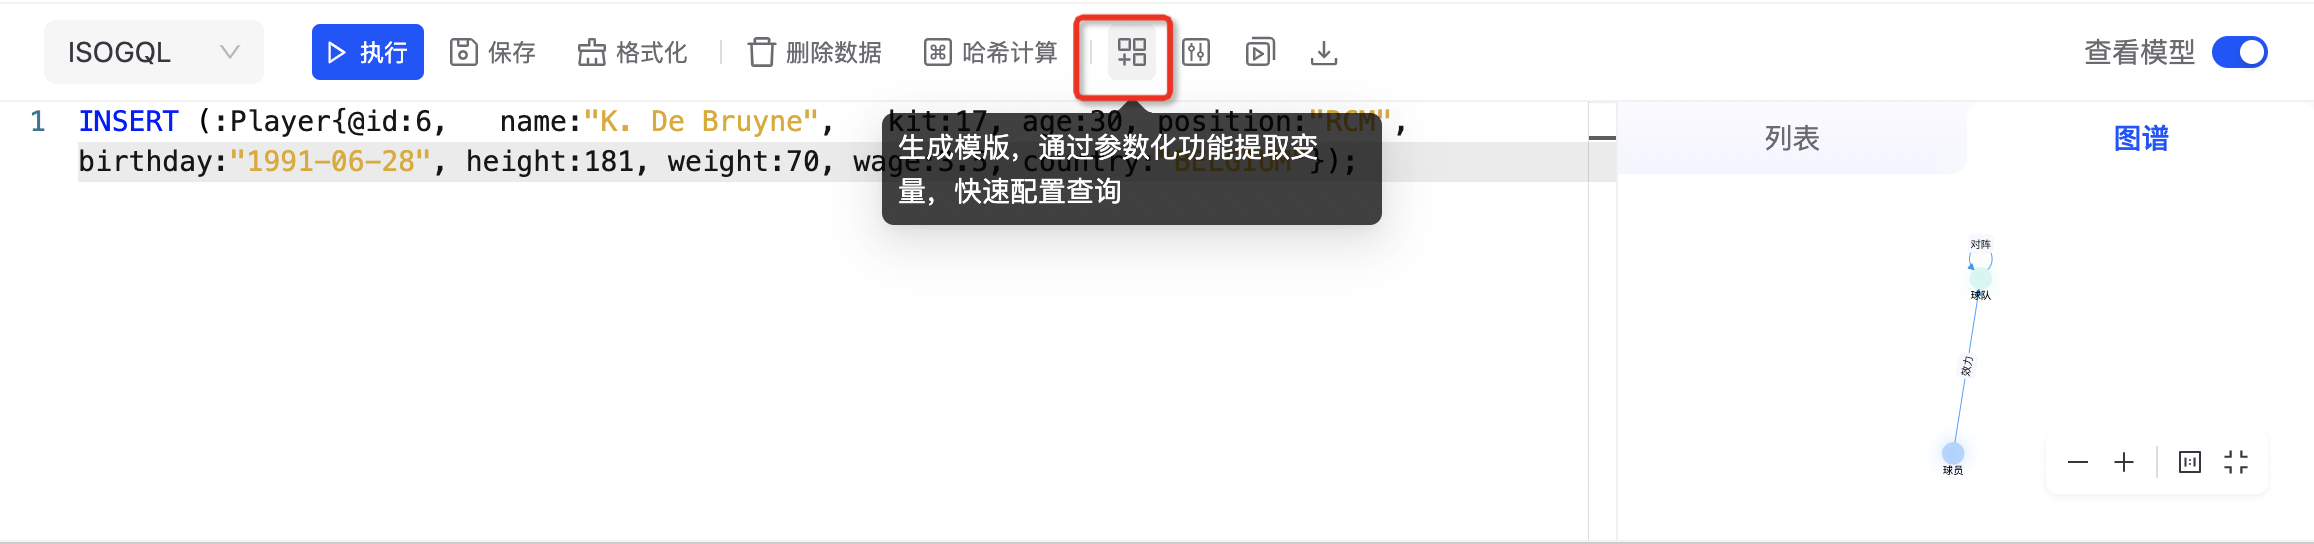 ISOGQL 执行 保存 格式化 删除数据 哈希计算 查看模型
1 INSERT (:Player{@id:6,   name:"K. De Bruyne",   kit:17, age:30, position:"RCM",
birthday:"1991-06-28", height:181, weight:70, wage:3.5, country:"BELGIUM"});
生成模版，通过参数化功能提取变
量，快速配置查询
列表 图谱
对阵
球队
效力
球员